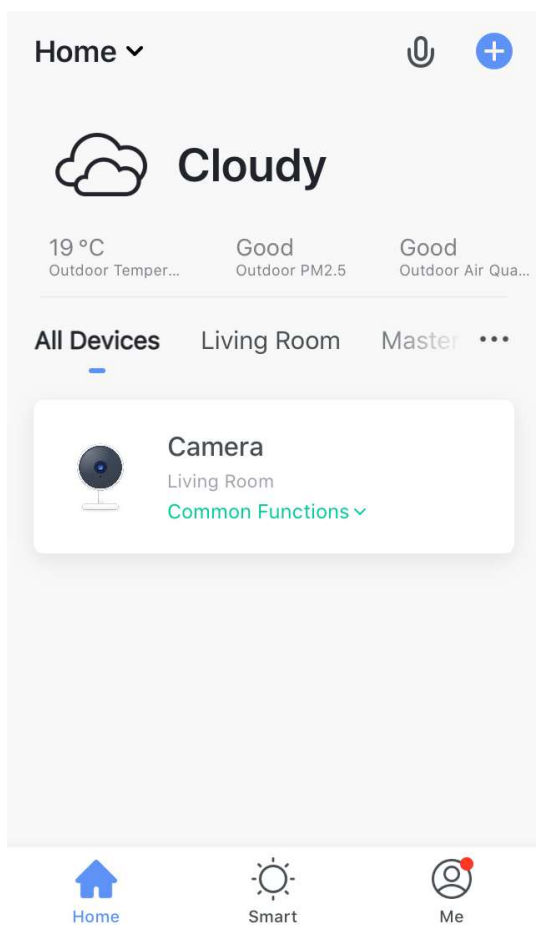 Home
Cloudy
19 °C Good Good
Outdoor Temper... Outdoor PM2.5 Outdoor Air Qua...
All Devices Living Room Master ...
Camera
Living Room
Common Functions
Home Smart Me